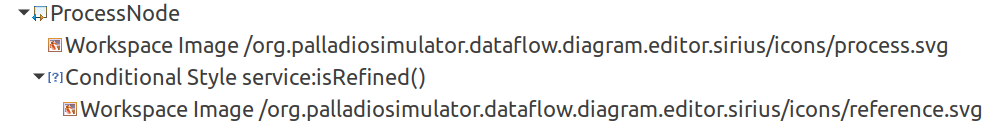 ProcessNode
Workspace Image /org.palladiosimulator.dataflow.diagram.editor.sirius/icons/process.svg
[?] Conditional Style service:isRefined()
Workspace Image /org.palladiosimulator.dataflow.diagram.editor.sirius/icons/reference.svg